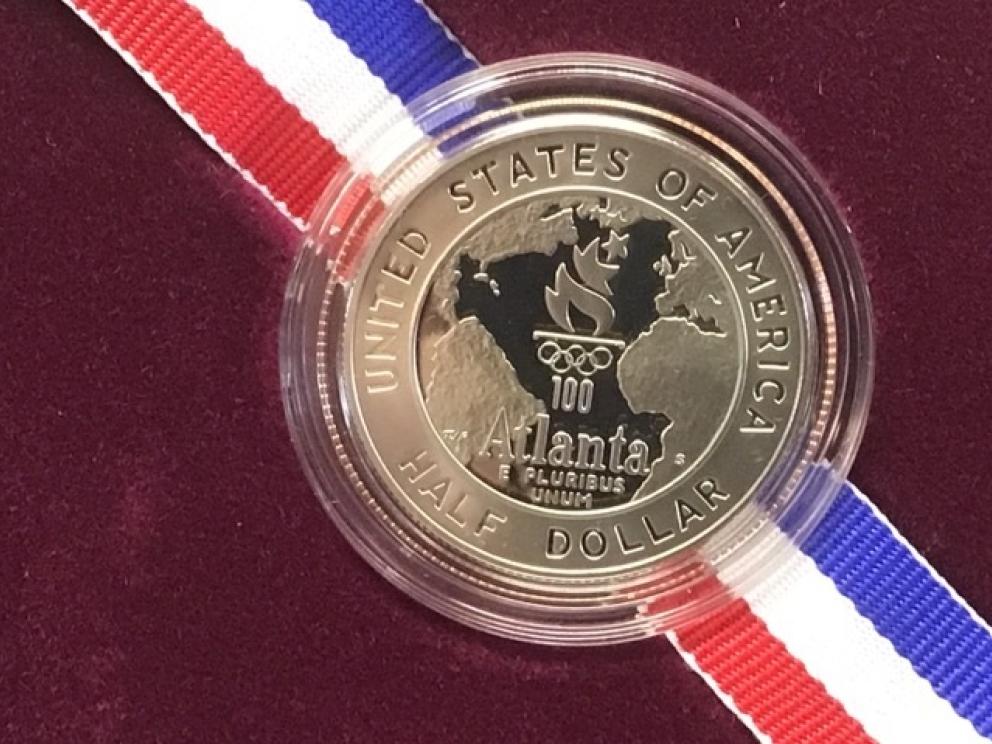 UNITED STATES OF AMERICA
100
Atlanta
S
E PLURIBUS
UNUM
HALF DOLLAR